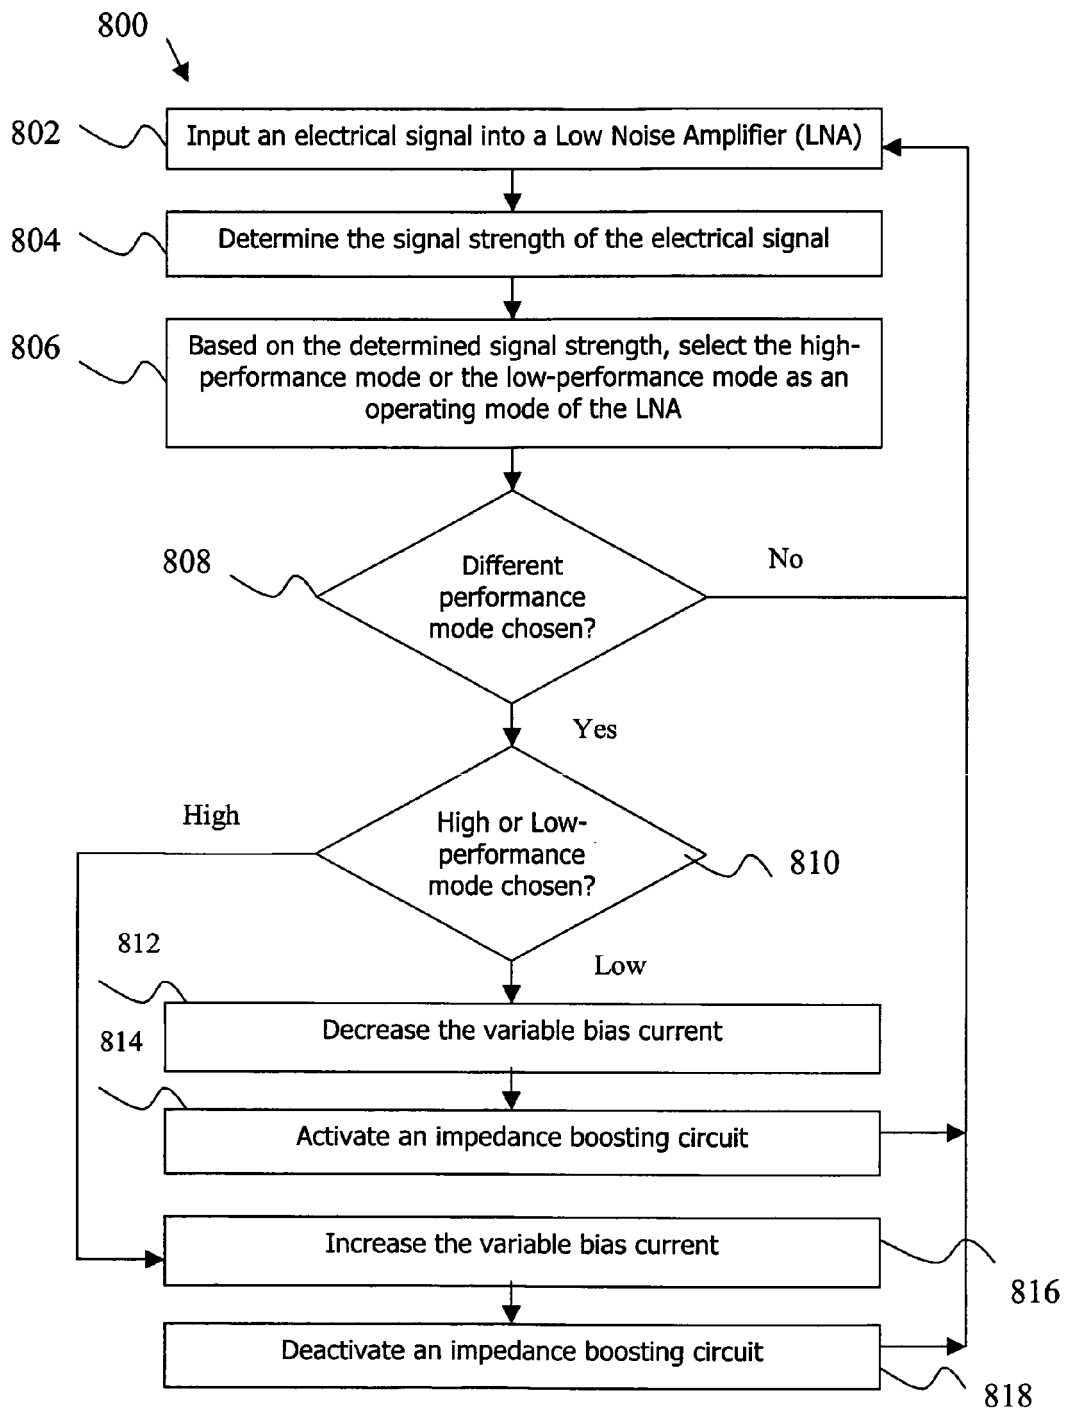 800
802
Input an electrical signal into a Low Noise Amplifier (LNA)
804
Determine the signal strength of the electrical signal
806
Based on the determined signal strength, select the high-
performance mode or the low-performance mode as an
operating mode of the LNA
808
Different
performance
mode chosen?
No
Yes
High
High or Low-
performance
mode chosen?
810
Low
812
Decrease the variable bias current
814
Activate an impedance boosting circuit
Increase the variable bias current
816
Deactivate an impedance boosting circuit
818